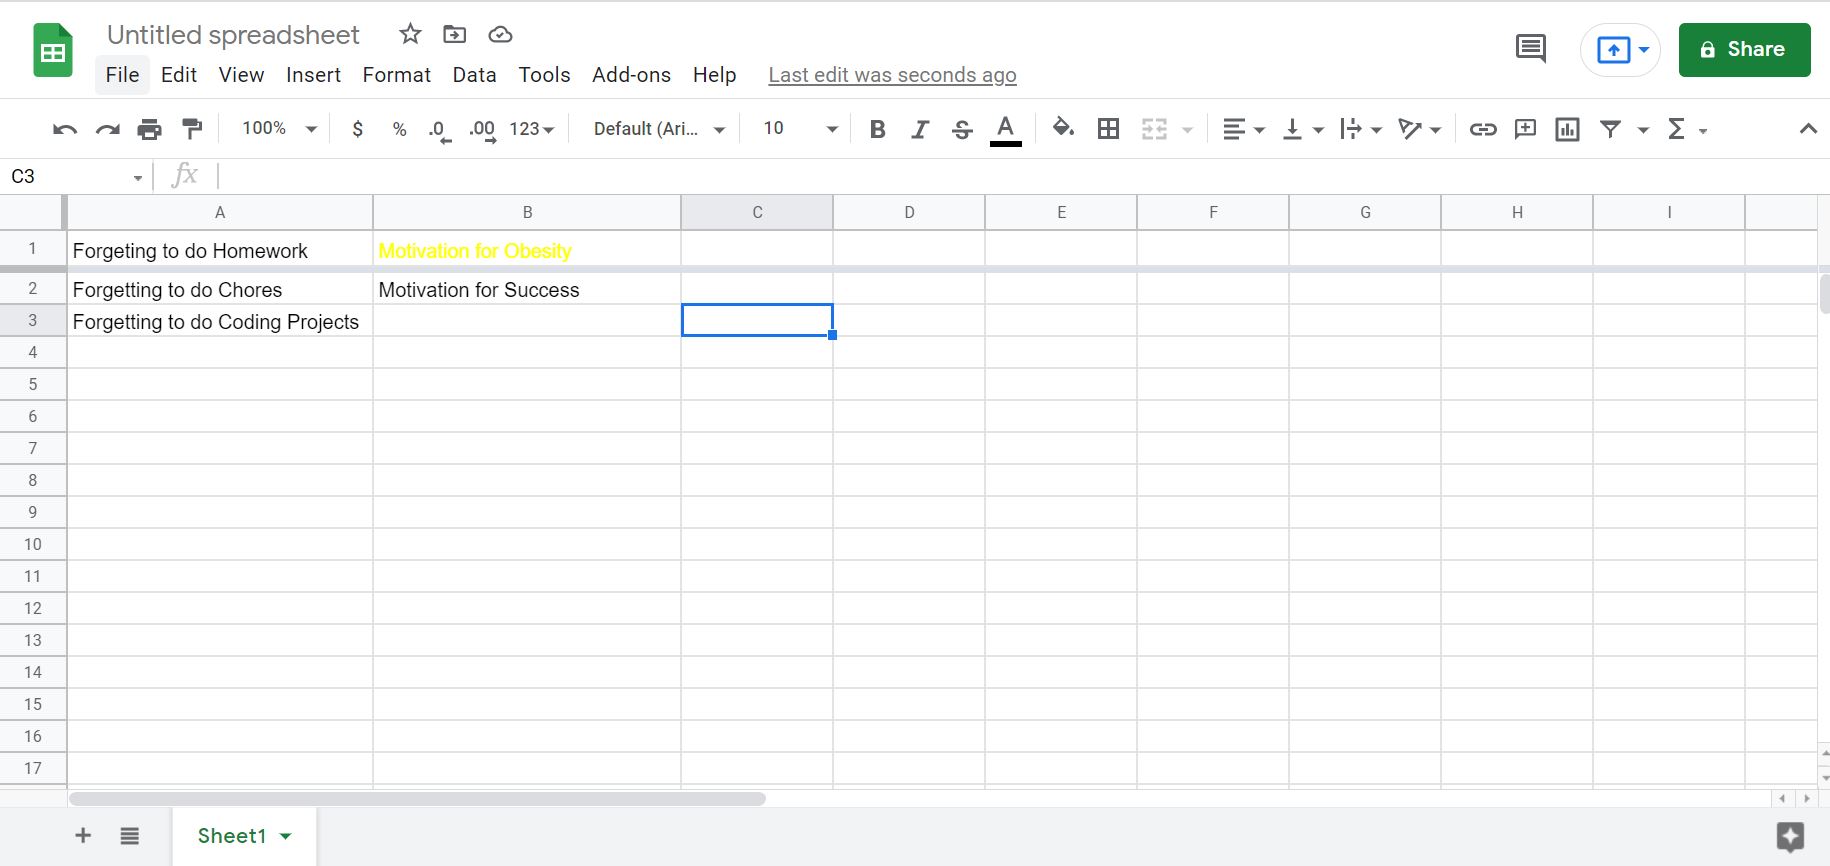 Untitled spreadsheet
File Edit View Insert Format Data Tools Add-ons Help Last edit was seconds ago
Share
100% $ % .0 .00 123 Default (Ari... 10 B I S A Σ
C3 fx
A B C D E F G H I
1 Forgeting to do Homework Motivation for Obesity
2 Forgetting to do Chores Motivation for Success
3 Forgetting to do Coding Projects
4
5
6
7
8
9
10
11
12
13
14
15
16
17
Sheet1